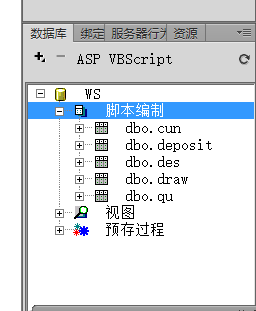 数据库 绑定 服务器行为 资源
ASP VBScript
WS
脚本编制
dbo.cun
dbo.deposit
dbo.des
dbo.draw
dbo.qu
视图
预存过程